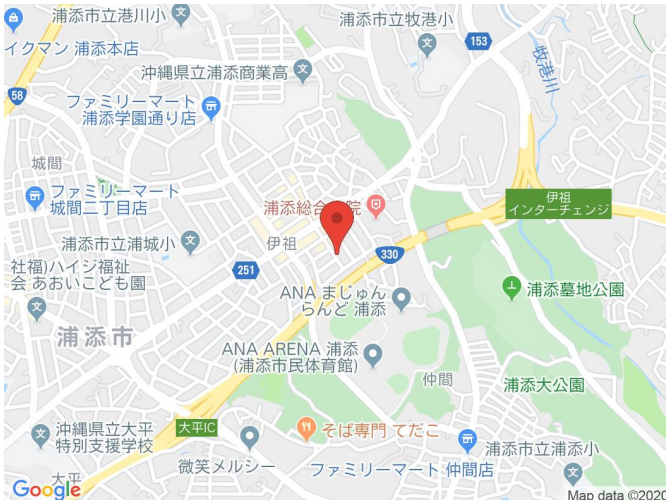 浦添市立港川小
浦添市立牧港小
イクマン 浦添本店
153
牧港川
沖縄県立浦添商業高
58
ファミリーマート
浦添学園通り店
城間
ファミリーマート
城間二丁目店
浦添総合
院
伊祖
インターチェンジ
浦添市立浦城小
伊祖
330
251
社福)ハイジ福祉
会 あおいこども園
ANA まじゅん
らんど 浦添
浦添墓地公園
浦添市
ANA ARENA 浦添
(浦添市民体育館)
仲間
浦添大公園
沖縄県立大平
特別支援学校
大平IC
そば専門 てだこ
浦添市立浦添小
微笑メルシー
ファミリーマート 仲間店
大平
Google
Map data ©2020